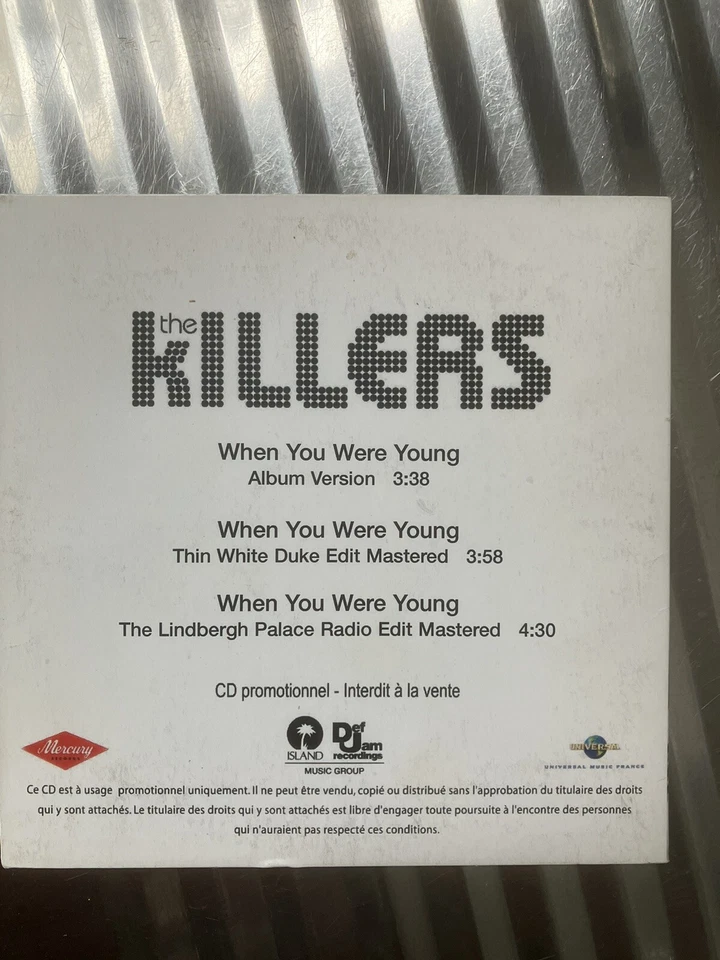 the
KILLERS
When You Were Young
Album Version 3:38
When You Were Young
Thin White Duke Edit Mastered 3:58
When You Were Young
The Lindbergh Palace Radio Edit Mastered 4:30
CD promotionnel - Interdit à la vente
Mercury
RECORDS
ISLAND
Def Jam
recordings
MUSIC GROUP
UNIVERSAL
UNIVERSAL MUSIC FRANCE
Ce CD est à usage promotionnel uniquement. Il ne peut être vendu, copié ou distribué sans l'approbation du titulaire des droits
qui y sont attachés. Le titulaire des droits qui y sont attachés est libre d'engager toute poursuite à l'encontre des personnes
qui n'auraient pas respecté ces conditions.